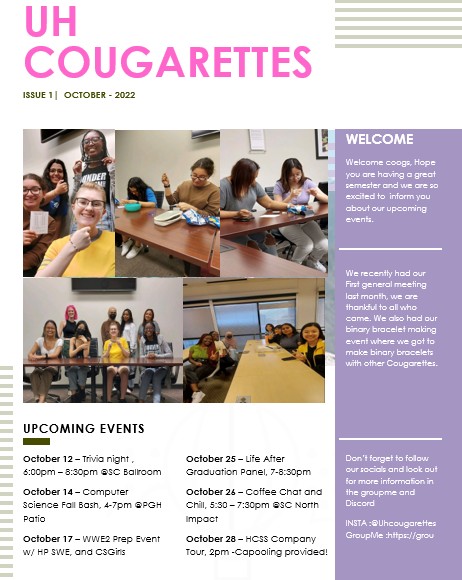 UH
COUGARETTES
ISSUE 1| OCTOBER - 2022
WELCOME
Welcome coogs, Hope
you are having a great
semester and we are so
excited to inform you
about our upcoming
events.
We recently had our
First general meeting
last month, we are
thankful to all who
came. We also had our
binary bracelet making
event where we got to
make binary bracelets
with other Cougarettes.
Don't forget to follow
our socials and look out
for more information in
the groupme and
Discord
INSTA :@Uhcougarettes
GroupMe :https://grou
UPCOMING EVENTS
October 12 – Trivia night ,
6:00pm – 8:30pm @SC Ballroom
October 14 – Computer
Science Fall Bash, 4-7pm @PGH
Patio
October 17 – WWE2 Prep Event
w/ HP SWE, and CSGirls
October 25 – Life After
Graduation Panel, 7-8:30pm
October 26 – Coffee Chat and
Chill, 5:30 – 7:30pm @SC North
Impact
October 28 – HCSS Company
Tour, 2pm -Capooling provided!